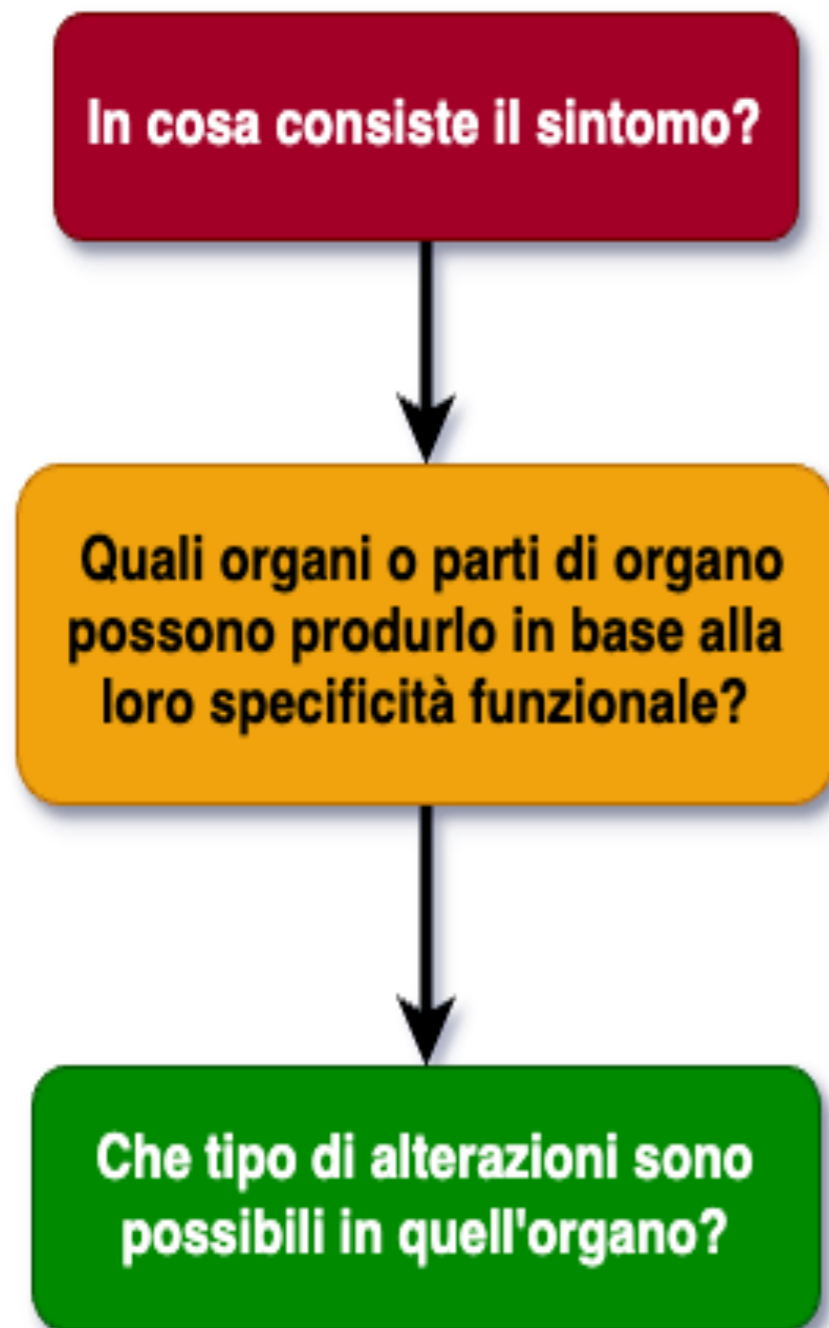 In cosa consiste il sintomo?
Quali organi o parti di organo
possono produrlo in base alla
loro specificità funzionale?
Che tipo di alterazioni sono
possibili in quell'organo?